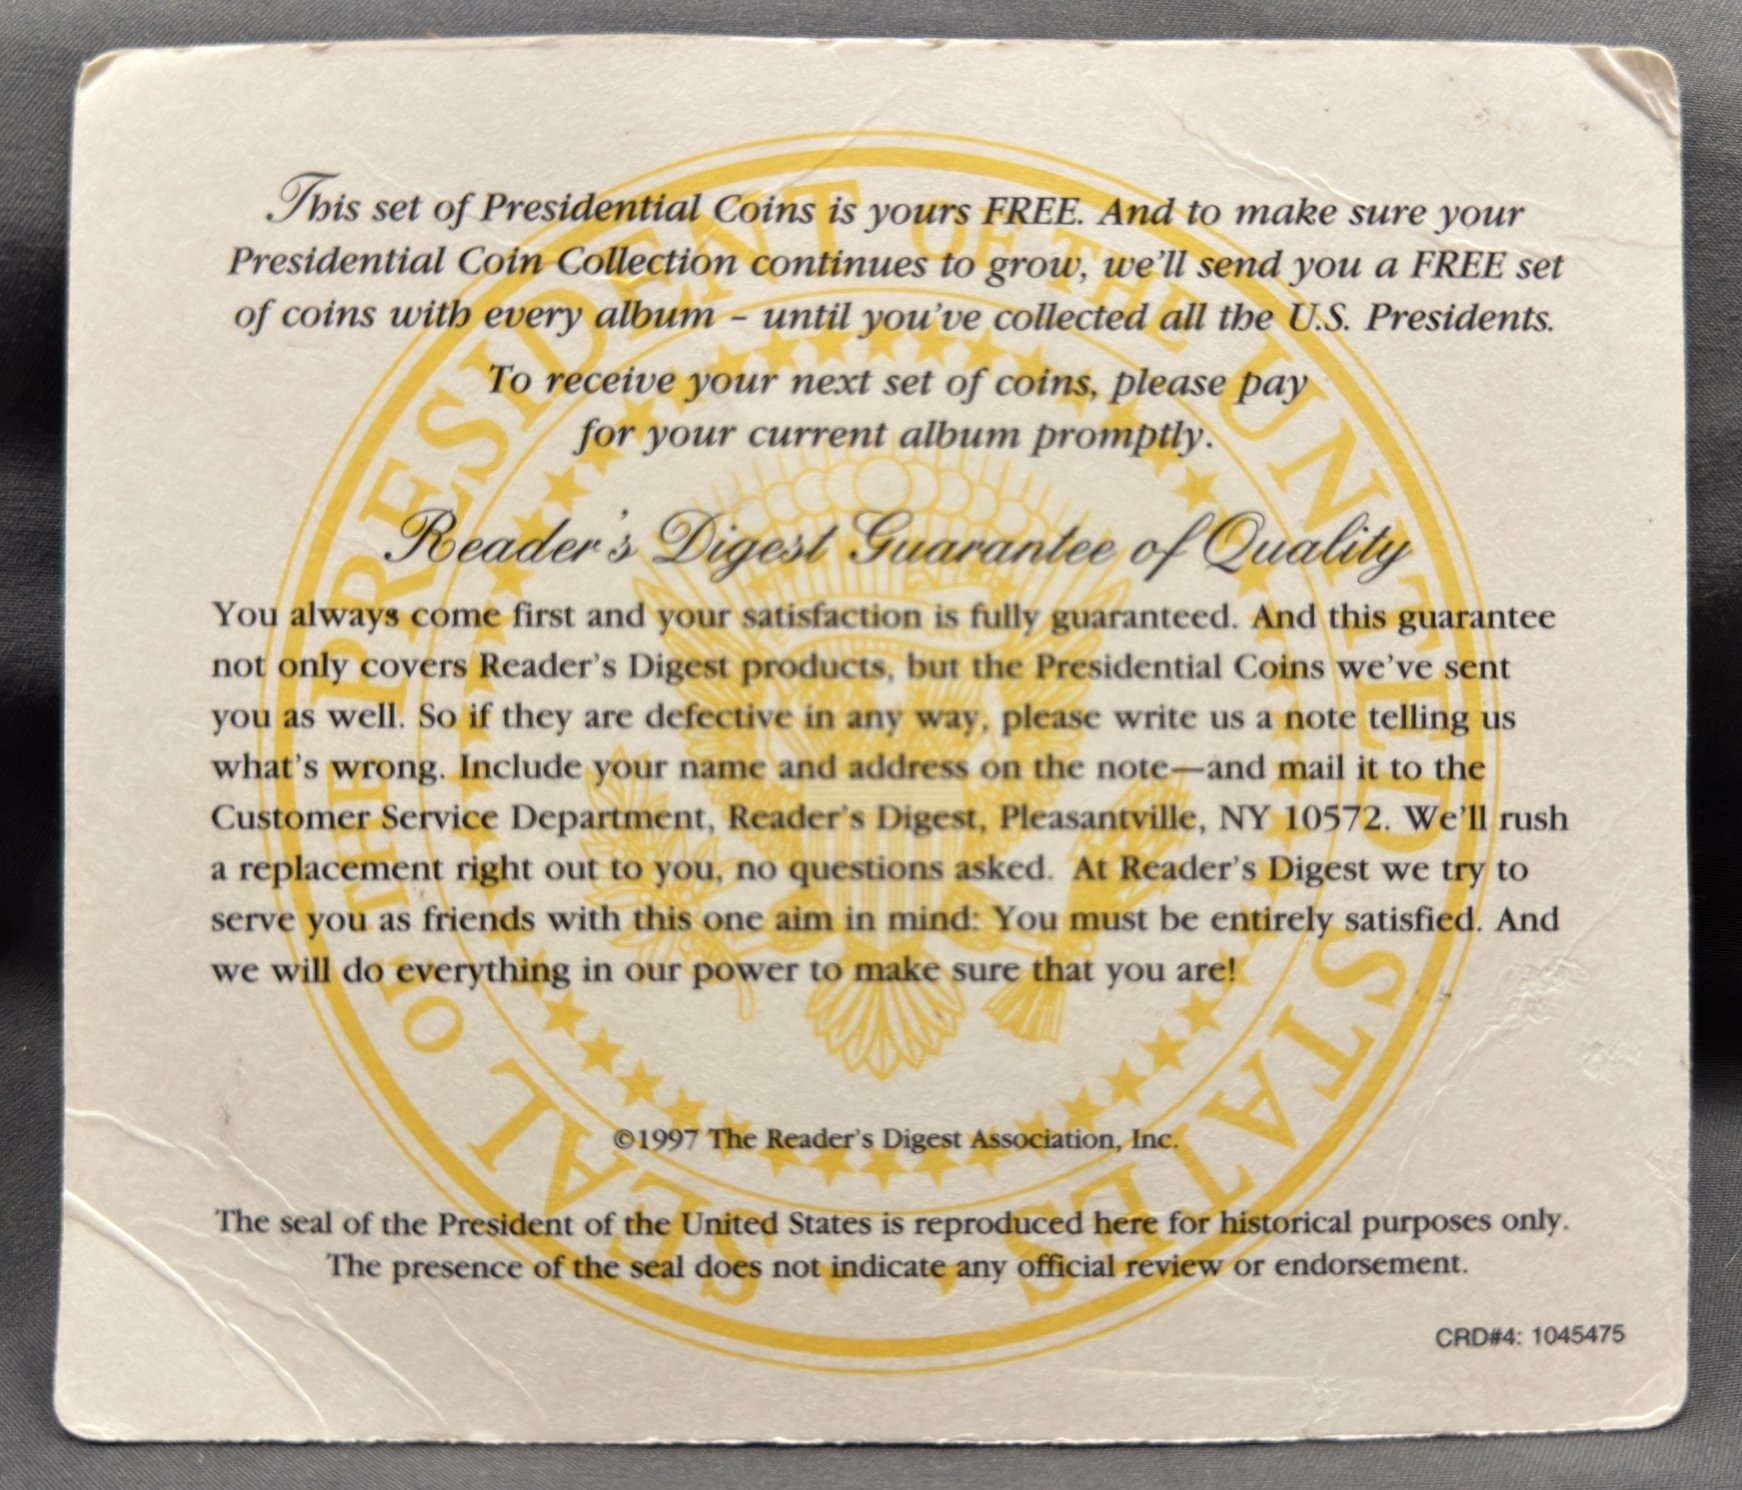 This set of Presidential Coins is yours FREE. And to make sure your
Presidential Coin Collection continues to grow, we'll send you a FREE set
of coins with every album – until you've collected all the U.S. Presidents.
To receive your next set of coins, please pay
for your current album promptly.
Reader's Digest Guarantee of Quality
You always come first and your satisfaction is fully guaranteed. And this guarantee
not only covers Reader's Digest products, but the Presidential Coins we've sent
you as well. So if they are defective in any way, please write us a note telling us
what's wrong. Include your name and address on the note—and mail it to the
Customer Service Department, Reader's Digest, Pleasantville, NY 10572. We'll rush
a replacement right out to you, no questions asked. At Reader's Digest we try to
serve you as friends with this one aim in mind: You must be entirely satisfied. And
we will do everything in our power to make sure that you are!
©1997 The Reader's Digest Association, Inc.
The seal of the President of the United States is reproduced here for historical purposes only.
The presence of the seal does not indicate any official review or endorsement.
CRD#4: 1045475
SEAL OF THE PRESIDENT OF THE UNITED STATES